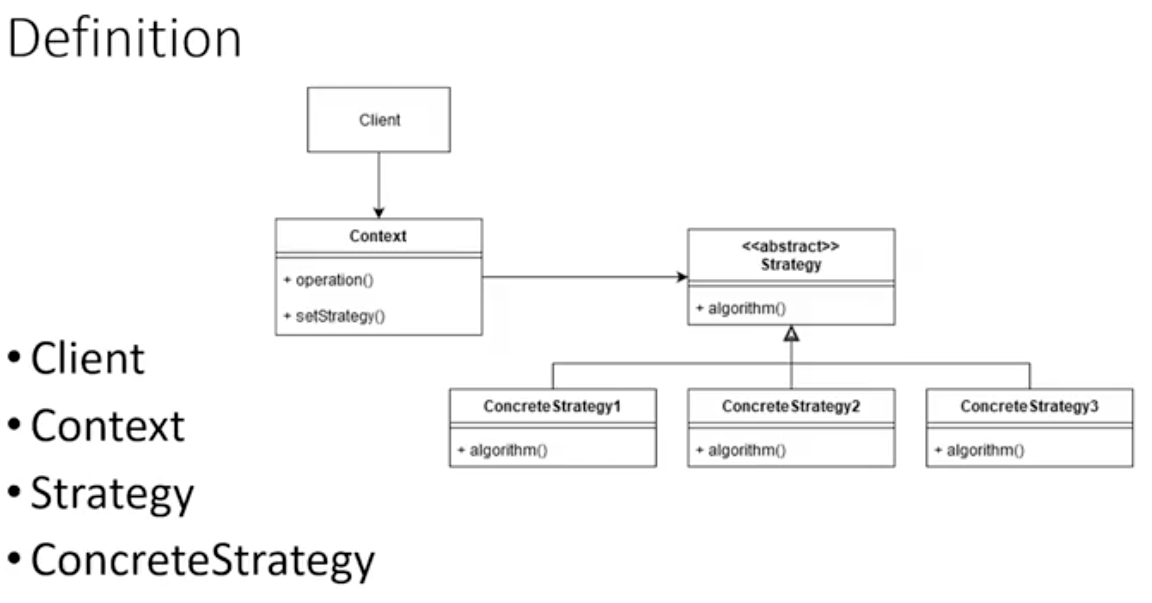 Definition
Client
Context
+ operation()
+ setStrategy()
<<abstract>>
Strategy
+ algorithm()
ConcreteStrategy1
+ algorithm()
ConcreteStrategy2
+ algorithm()
ConcreteStrategy3
+ algorithm()
• Client
• Context
• Strategy
• ConcreteStrategy